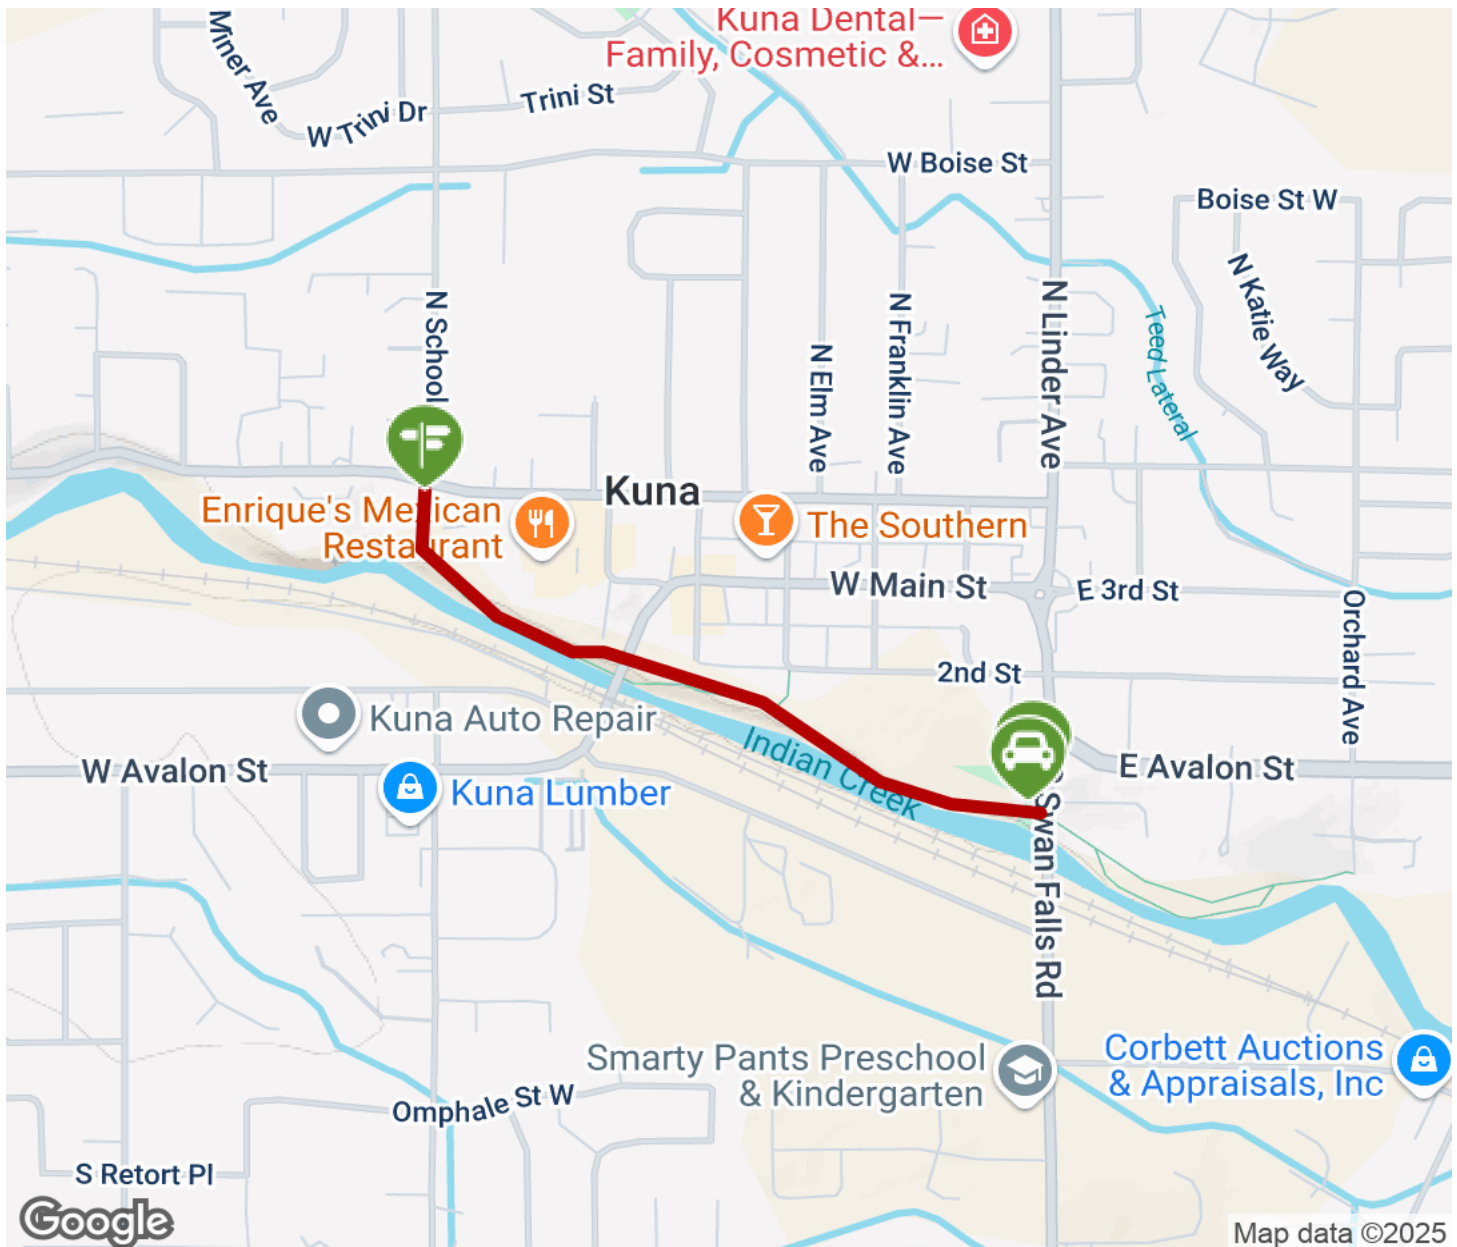 Kuna Dental—
Family, Cosmetic &...
Miner Ave
W Trini Dr
Trini St
W Boise St
Boise St W
N Katie Way
N School
N Elm Ave
N Franklin Ave
N Linder Ave
Teed Lateral
Kuna
Enrique's Mexican
Restaurant
The Southern
W Main St
E 3rd St
Orchard Ave
2nd St
Kuna Auto Repair
Indian Creek
W Avalon St
E Avalon St
Kuna Lumber
Swan Falls Rd
Smarty Pants Preschool
& Kindergarten
Corbett Auctions
& Appraisals, Inc
Omphale St W
S Retort Pl
Google
Map data ©2025